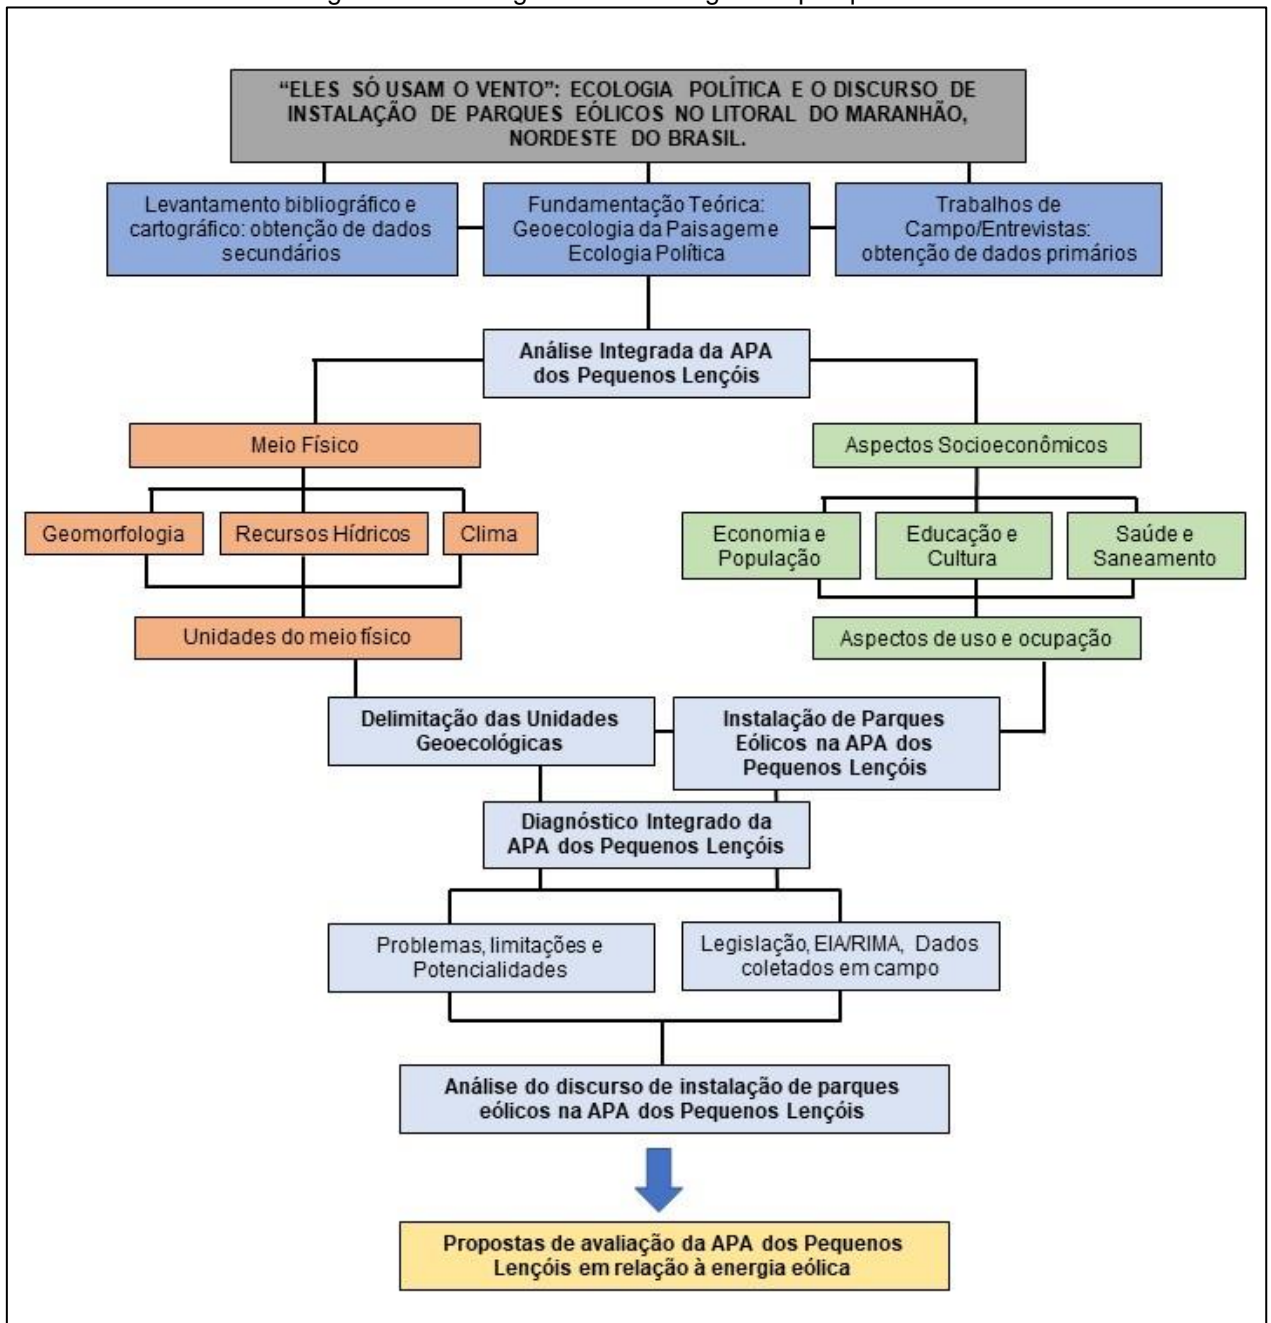 “ELES SÓ USAM O VENTO”: ECOLOGIA POLÍTICA E O DISCURSO DE
INSTALAÇÃO DE PARQUES EÓLICOS NO LITORAL DO MARANHÃO,
NORDESTE DO BRASIL.
Levantamento bibliográfico e
cartográfico: obtenção de dados
secundários
Fundamentação Teórica:
Geoecologia da Paisagem e
Ecologia Política
Trabalhos de
Campo/Entrevistas:
obtenção de dados primários
Análise Integrada da APA
dos Pequenos Lençóis
Meio Físico
Aspectos Socioeconômicos
Geomorfologia
Recursos Hídricos
Clima
Economia e
População
Educação e
Cultura
Saúde e
Saneamento
Unidades do meio físico
Aspectos de uso e ocupação
Delimitação das Unidades
Geoecológicas
Instalação de Parques
Eólicos na APA dos
Pequenos Lençóis
Diagnóstico Integrado da
APA dos Pequenos Lençóis
Problemas, limitações e
Potencialidades
Legislação, EIA/RIMA, Dados
coletados em campo
Análise do discurso de instalação de parques
eólicos na APA dos Pequenos Lençóis
Propostas de avaliação da APA dos Pequenos
Lençóis em relação à energia eólica